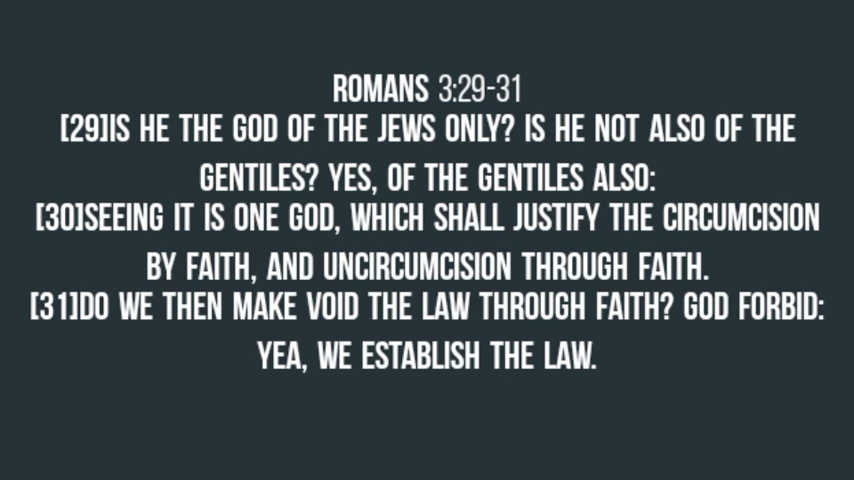 ROMANS 3:29-31
[29]IS HE THE GOD OF THE JEWS ONLY? IS HE NOT ALSO OF THE
GENTILES? YES, OF THE GENTILES ALSO:
[30]SEEING IT IS ONE GOD, WHICH SHALL JUSTIFY THE CIRCUMCISION
BY FAITH, AND UNCIRCUMCISION THROUGH FAITH.
[31]DO WE THEN MAKE VOID THE LAW THROUGH FAITH? GOD FORBID:
YEA, WE ESTABLISH THE LAW.